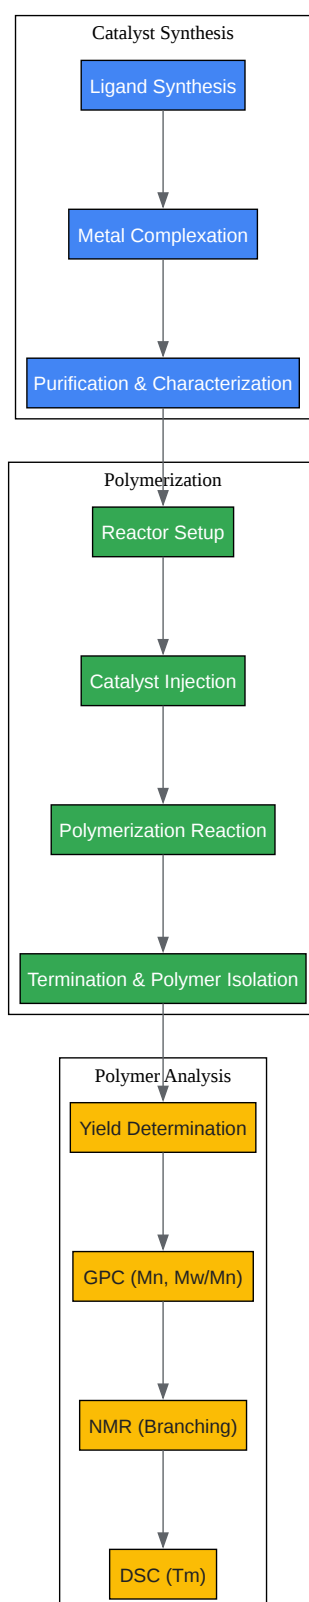 Catalyst Synthesis
Ligand Synthesis
Metal Complexation
Purification & Characterization
Polymerization
Reactor Setup
Catalyst Injection
Polymerization Reaction
Termination & Polymer Isolation
Polymer Analysis
Yield Determination
GPC (Mn, Mw/Mn)
NMR (Branching)
DSC (Tm)